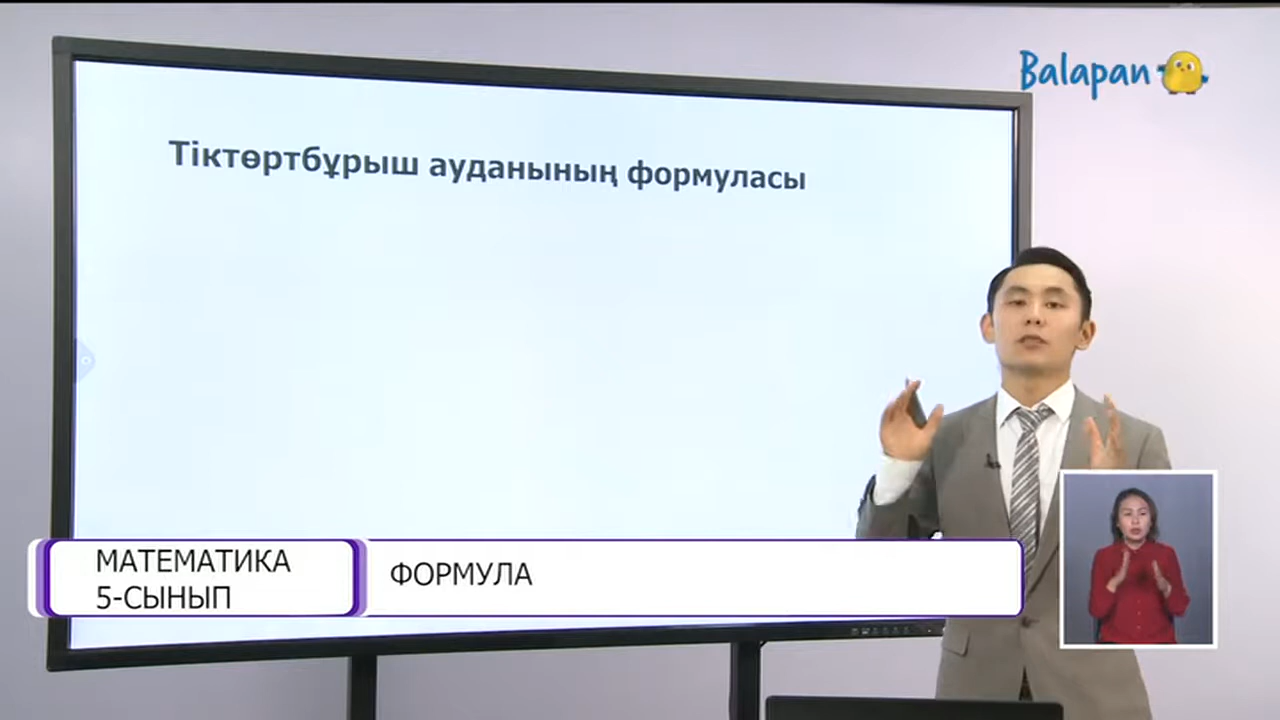 Balapan
Тіктөртбұрыш ауданының формуласы
МАТЕМАТИКА
5-СЫНЫП
ФОРМУЛА